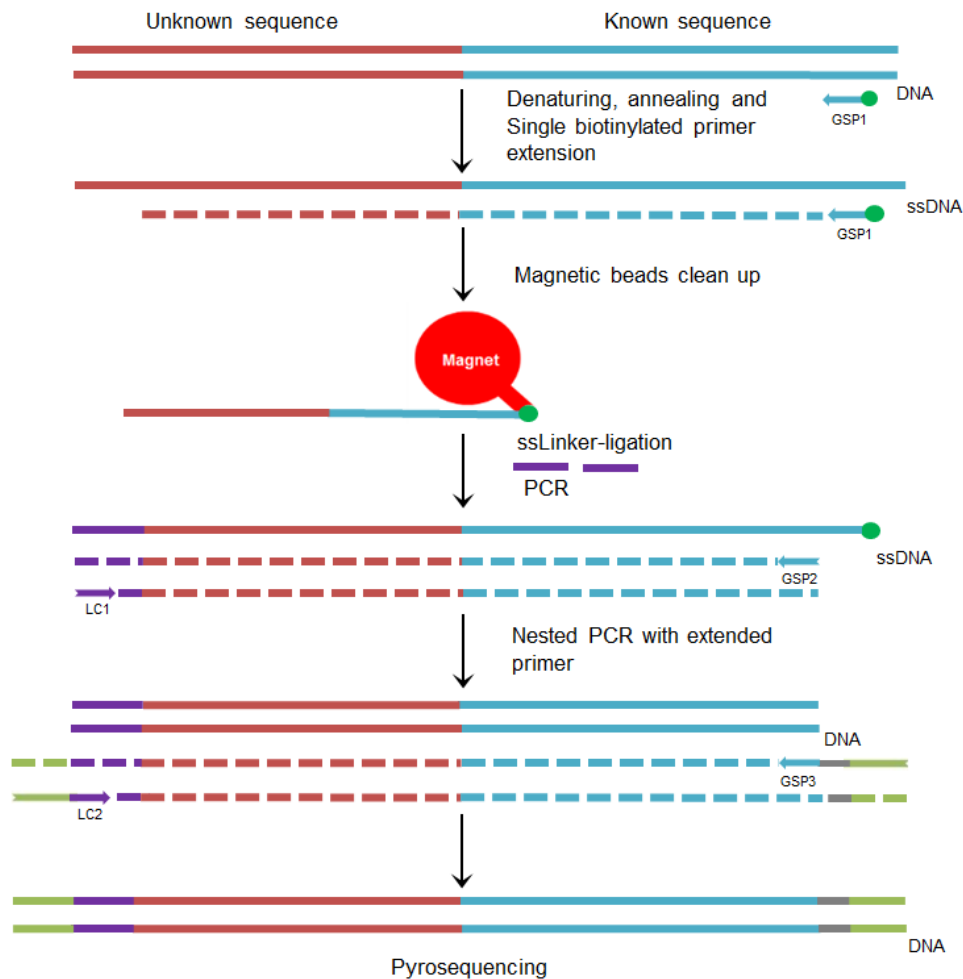 Unknown sequence
Known sequence
DNA
GSP1
Denaturing, annealing and
Single biotinylated primer
extension
ssDNA
GSP1
Magnetic beads clean up
Magnet
ssLinker-ligation
PCR
ssDNA
GSP2
LC1
Nested PCR with extended
primer
DNA
GSP3
LC2
DNA
Pyrosequencing